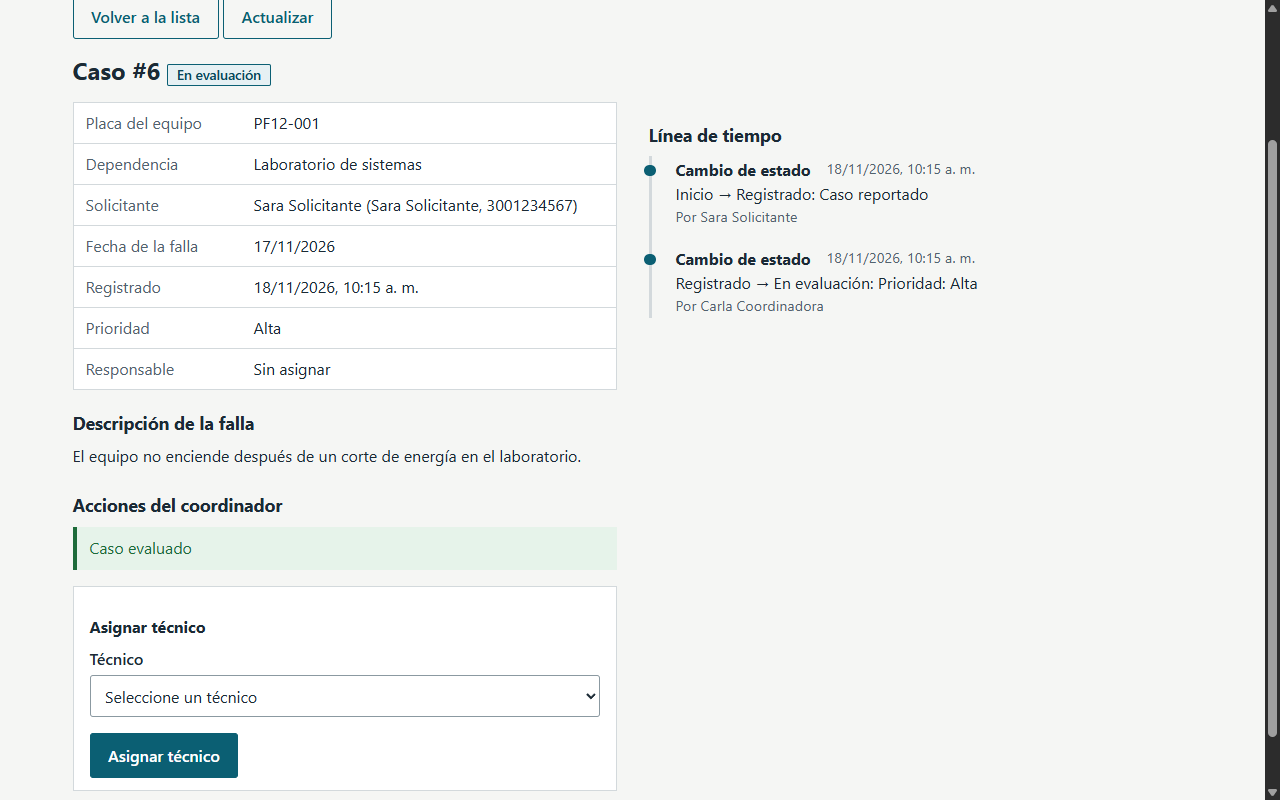 Volver a la lista
Actualizar
Caso #6
En evaluación
Placa del equipo PF12-001
Dependencia Laboratorio de sistemas
Solicitante Sara Solicitante (Sara Solicitante, 3001234567)
Fecha de la falla 17/11/2026
Registrado 18/11/2026, 10:15 a. m.
Prioridad Alta
Responsable Sin asignar
Descripción de la falla
El equipo no enciende después de un corte de energía en el laboratorio.
Acciones del coordinador
Caso evaluado
Asignar técnico
Técnico
Seleccione un técnico
Asignar técnico
Línea de tiempo
Cambio de estado 18/11/2026, 10:15 a. m.
Inicio → Registrado: Caso reportado
Por Sara Solicitante
Cambio de estado 18/11/2026, 10:15 a. m.
Registrado → En evaluación: Prioridad: Alta
Por Carla Coordinadora